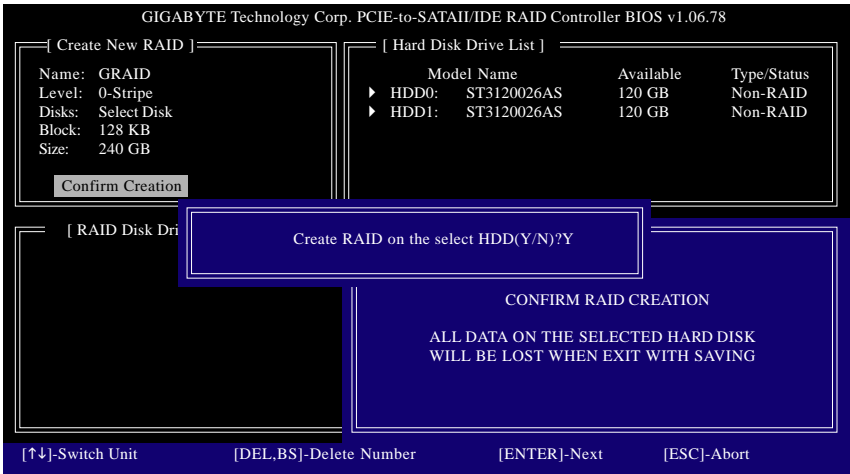 GIGABYTE Technology Corp. PCIE-to-SATAII/IDE RAID Controller BIOS v1.06.78
[ Create New RAID ]
Name: GRAID
Level: 0-Stripe
Disks: Select Disk
Block: 128 KB
Size: 240 GB
Confirm Creation
[ Hard Disk Drive List ]
Model Name Available Type/Status
HDD0: ST3120026AS 120 GB Non-RAID
HDD1: ST3120026AS 120 GB Non-RAID
[ RAID Disk Dri
Create RAID on the select HDD(Y/N)?Y
CONFIRM RAID CREATION
ALL DATA ON THE SELECTED HARD DISK
WILL BE LOST WHEN EXIT WITH SAVING
[↑↓]-Switch Unit [DEL,BS]-Delete Number [ENTER]-Next [ESC]-Abort